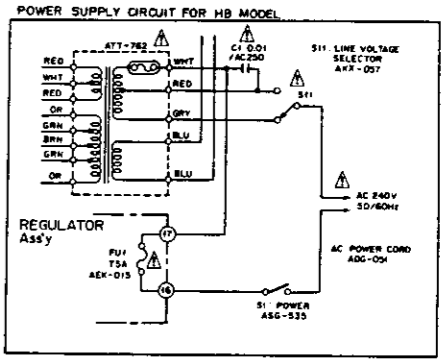 POWER SUPPLY CIRCUIT FOR HB MODEL
ATT-762
C1 0.01
/AC250
S11: LINE VOLTAGE
SELECTOR
AKX-057
RED
WHT
RED
OR
GRN
BRN
GRN
OR
WHT
RED
GRY
BLU
BLU
S11
AC 240V
50/60Hz
AC POWER CORD
ADG-051
REGULATOR
Ass'y
FU1
T5A
AEK-015
17
16
S1: POWER
ASG-535